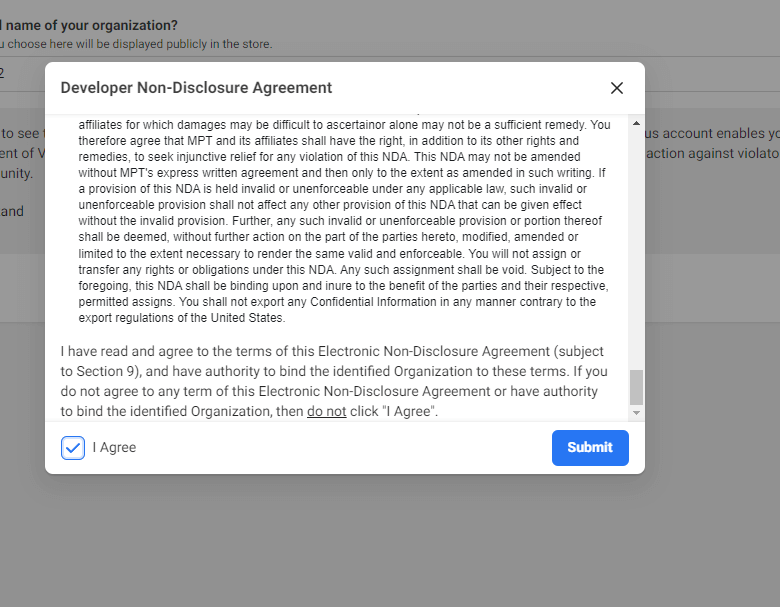 l name of your organization?
u choose here will be displayed publicly in the store.
2
Developer Non-Disclosure Agreement
affiliates for which damages may be difficult to ascertainor alone may not be a sufficient remedy. You
therefore agree that MPT and its affiliates shall have the right, in addition to its other rights and
remedies, to seek injunctive relief for any violation of this NDA. This NDA may not be amended
without MPT's express written agreement and then only to the extent as amended in such writing. If
a provision of this NDA is held invalid or unenforceable under any applicable law, such invalid or
unenforceable provision shall not affect any other provision of this NDA that can be given effect
without the invalid provision. Further, any such invalid or unenforceable provision or portion thereof
shall be deemed, without further action on the part of the parties hereto, modified, amended or
limited to the extent necessary to render the same valid and enforceable. You will not assign or
transfer any rights or obligations under this NDA. Any such assignment shall be void. Subject to the
foregoing, this NDA shall be binding upon and inure to the benefit of the parties and their respective,
permitted assigns. You shall not export any Confidential Information in any manner contrary to the
export regulations of the United States.
I have read and agree to the terms of this Electronic Non-Disclosure Agreement (subject
to Section 9), and have authority to bind the identified Organization to these terms. If you
do not agree to any term of this Electronic Non-Disclosure Agreement or have authority
to bind the identified Organization, then do not click "I Agree".
I Agree
Submit
to see
ent of V
unity.
and
us account enables yo
action against violato